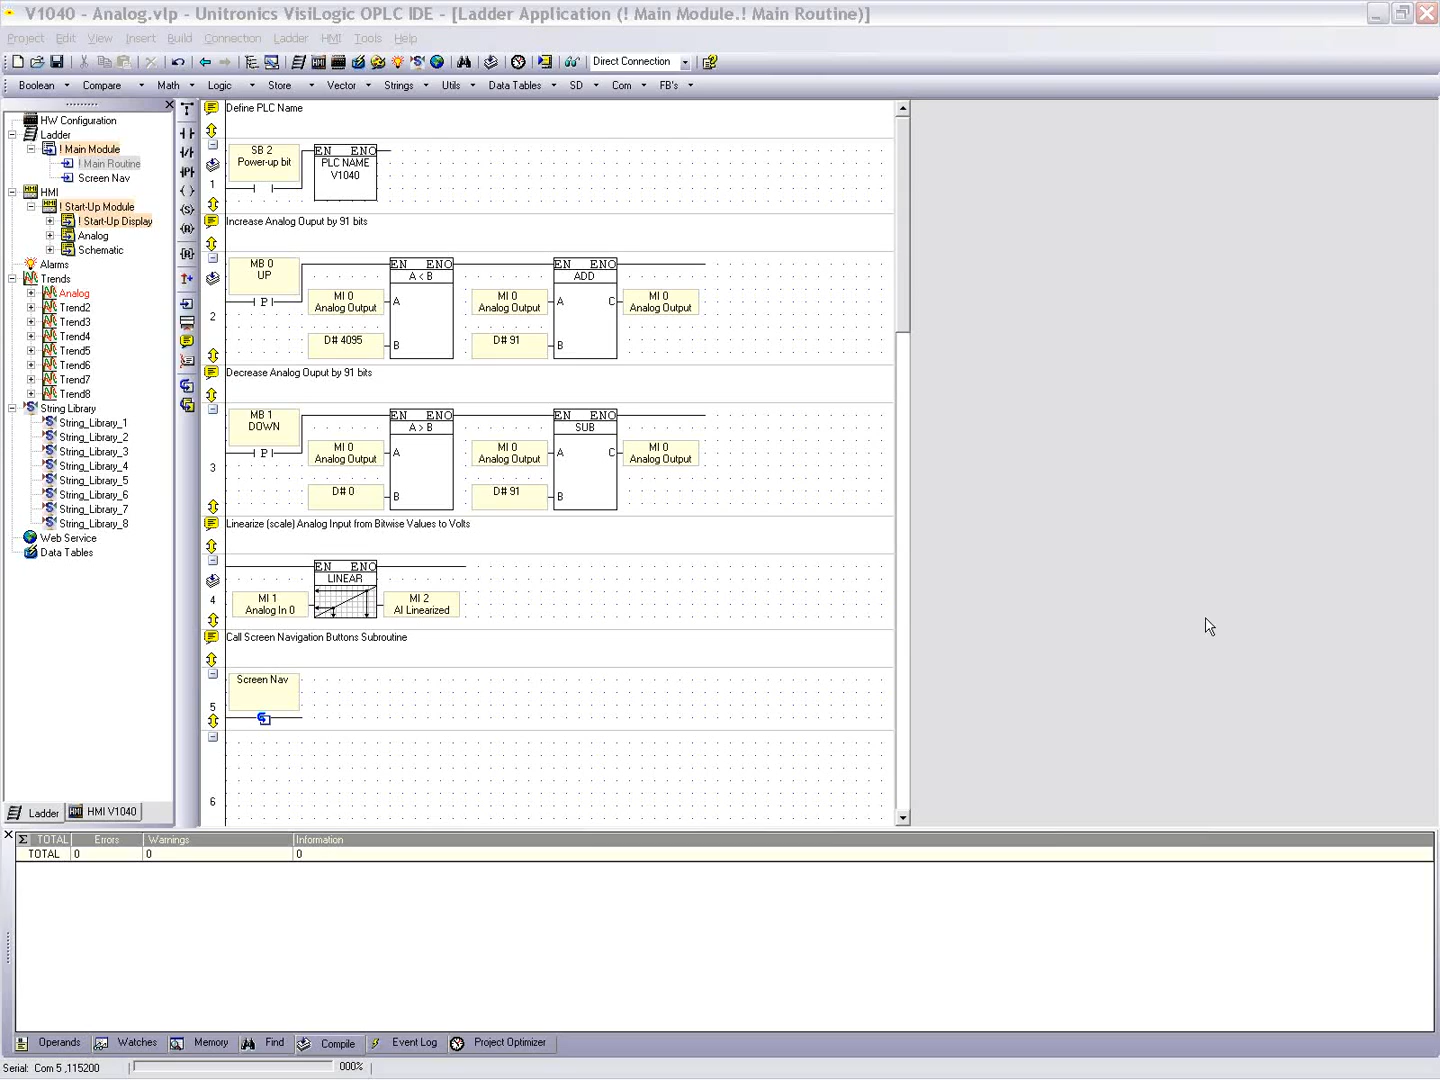 V1040 - Analog.vlp - Unitronics VisiLogic OPLC IDE - [Ladder Application (! Main Module.! Main Routine)]
Project Edit View Insert Build Connection Ladder HMI Tools Help
Direct Connection
Boolean Compare Math Logic Store Vector Strings Utils Data Tables SD Com FB's
HW Configuration
Ladder
! Main Module
! Main Routine
Screen Nav
HMI
! Start-Up Module
! Start-Up Display
Analog
Schematic
Alarms
Trends
Analog
Trend2
Trend3
Trend4
Trend5
Trend6
Trend7
Trend8
String Library
String_Library_1
String_Library_2
String_Library_3
String_Library_4
String_Library_5
String_Library_6
String_Library_7
String_Library_8
Web Service
Data Tables
Ladder HMI V1040
Define PLC Name
SB 2
Power-up bit
EN ENO
PLC NAME
V1040
1
Increase Analog Ouput by 91 bits
MB 0
UP
P
EN ENO
A < B
MI 0
Analog Output
A
D# 4095
B
EN ENO
ADD
MI 0
Analog Output
A
D# 91
B
C
MI 0
Analog Output
2
Decrease Analog Ouput by 91 bits
MB 1
DOWN
P
EN ENO
A > B
MI 0
Analog Output
A
D# 0
B
EN ENO
SUB
MI 0
Analog Output
A
D# 91
B
C
MI 0
Analog Output
3
Linearize (scale) Analog Input from Bitwise Values to Volts
EN ENO
LINEAR
MI 1
Analog In 0
MI 2
AI Linearized
4
Call Screen Navigation Buttons Subroutine
Screen Nav
5
6
Σ TOTAL Errors Warnings Information
TOTAL 0 0 0
Operands Watches Memory Find Compile Event Log Project Optimizer
Serial: Com 5 ,115200 000%